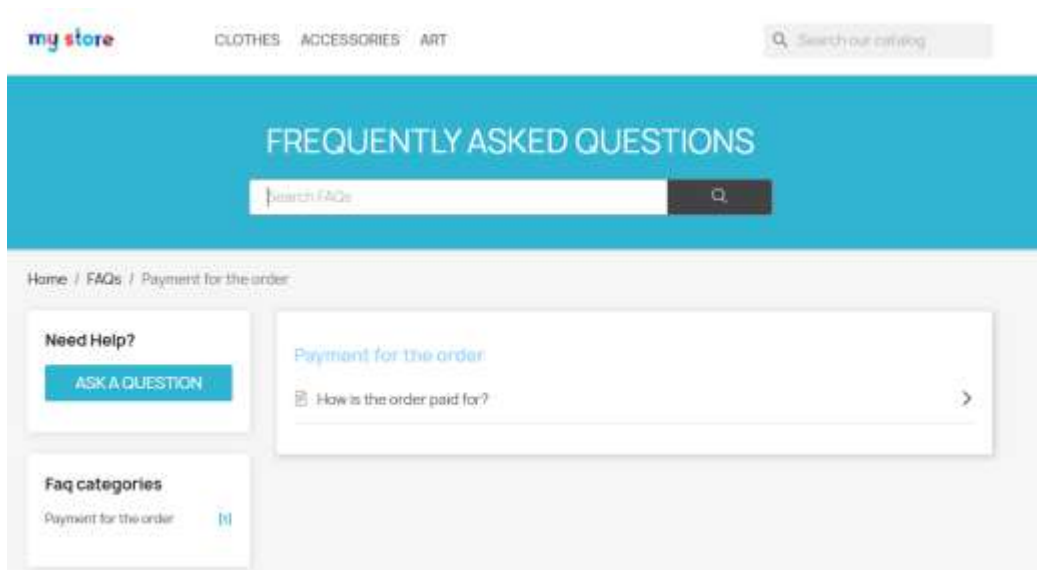 my store
CLOTHES ACCESSORIES ART
Search our catalog
FREQUENTLY ASKED QUESTIONS
Search FAQs
Home / FAQs / Payment for the order
Need Help?
ASK A QUESTION
Payment for the order
How is the order paid for?
Faq categories
Payment for the order [1]